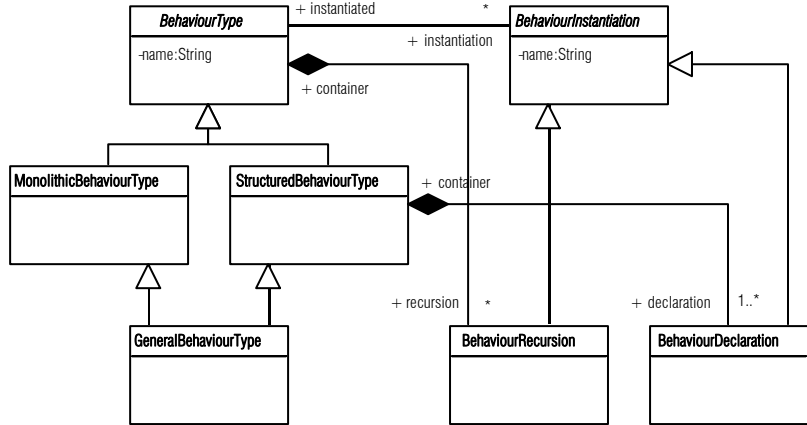 BehaviourType
+ instantiated
*
BehaviourInstantiation
-name:String
+ instantiation
-name:String
+ container
MonolithicBehaviourType
StructuredBehaviourType
+ container
+ recursion
*
+ declaration
1..*
GeneralBehaviourType
BehaviourRecursion
BehaviourDeclaration